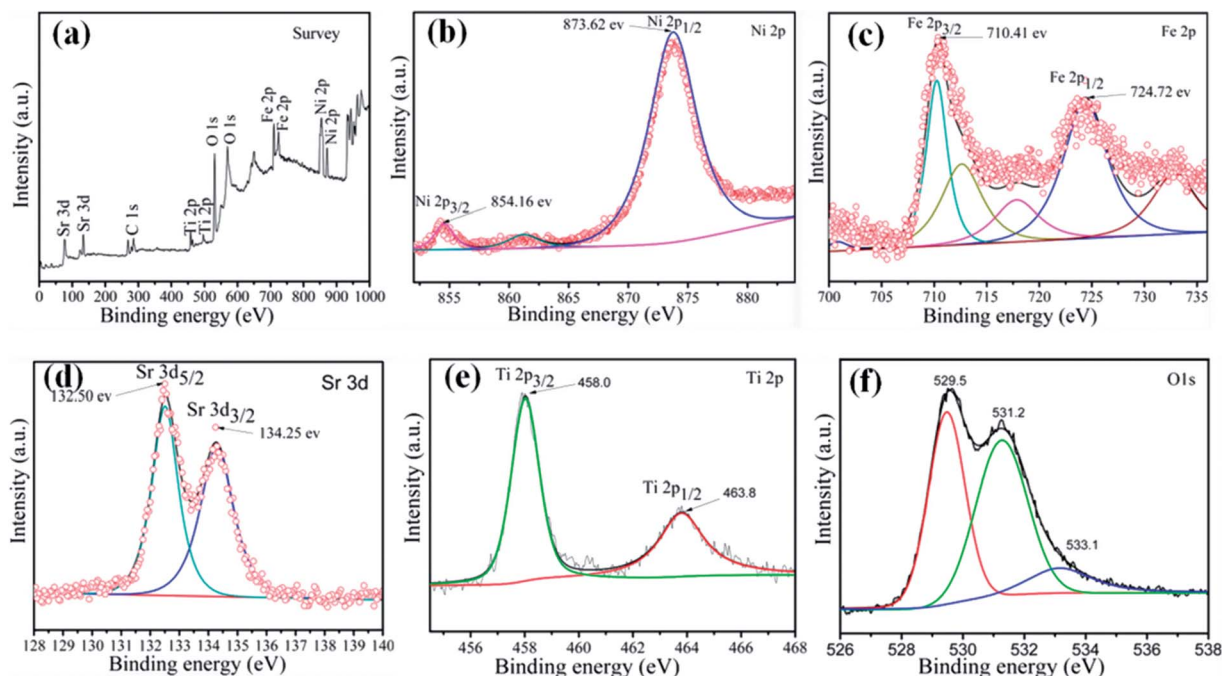 (a)
Survey
Sr 3d
Sr 3d
C 1s
Ti 2p
Ti 2p
O 1s
O 1s
Fe 2p
Fe 2p
Ni 2p
Ni 2p
Intensity (a.u.)
0 100 200 300 400 500 600 700 800 900 1000
Binding energy (eV)
(b)
873.62 ev
Ni 2p1/2
Ni 2p
Ni 2p3/2
854.16 ev
Intensity (a.u.)
855 860 865 870 875 880
Binding energy (eV)
(c)
Fe 2p3/2
710.41 ev
Fe 2p
Fe 2p1/2
724.72 ev
Intensity (a.u.)
700 705 710 715 720 725 730 735
Binding energy (eV)
(d)
Sr 3d5/2
Sr 3d
132.50 ev
Sr 3d3/2
134.25 ev
Intensity (a.u.)
128 129 130 131 132 133 134 135 136 137 138 139 140
Binding energy (eV)
(e)
Ti 2p3/2
458.0
Ti 2p
Ti 2p1/2
463.8
Intensity (a.u.)
456 458 460 462 464 466 468
Binding energy (eV)
(f)
O1s
529.5
531.2
533.1
Intensity (a.u.)
526 528 530 532 534 536 538
Binding energy (eV)